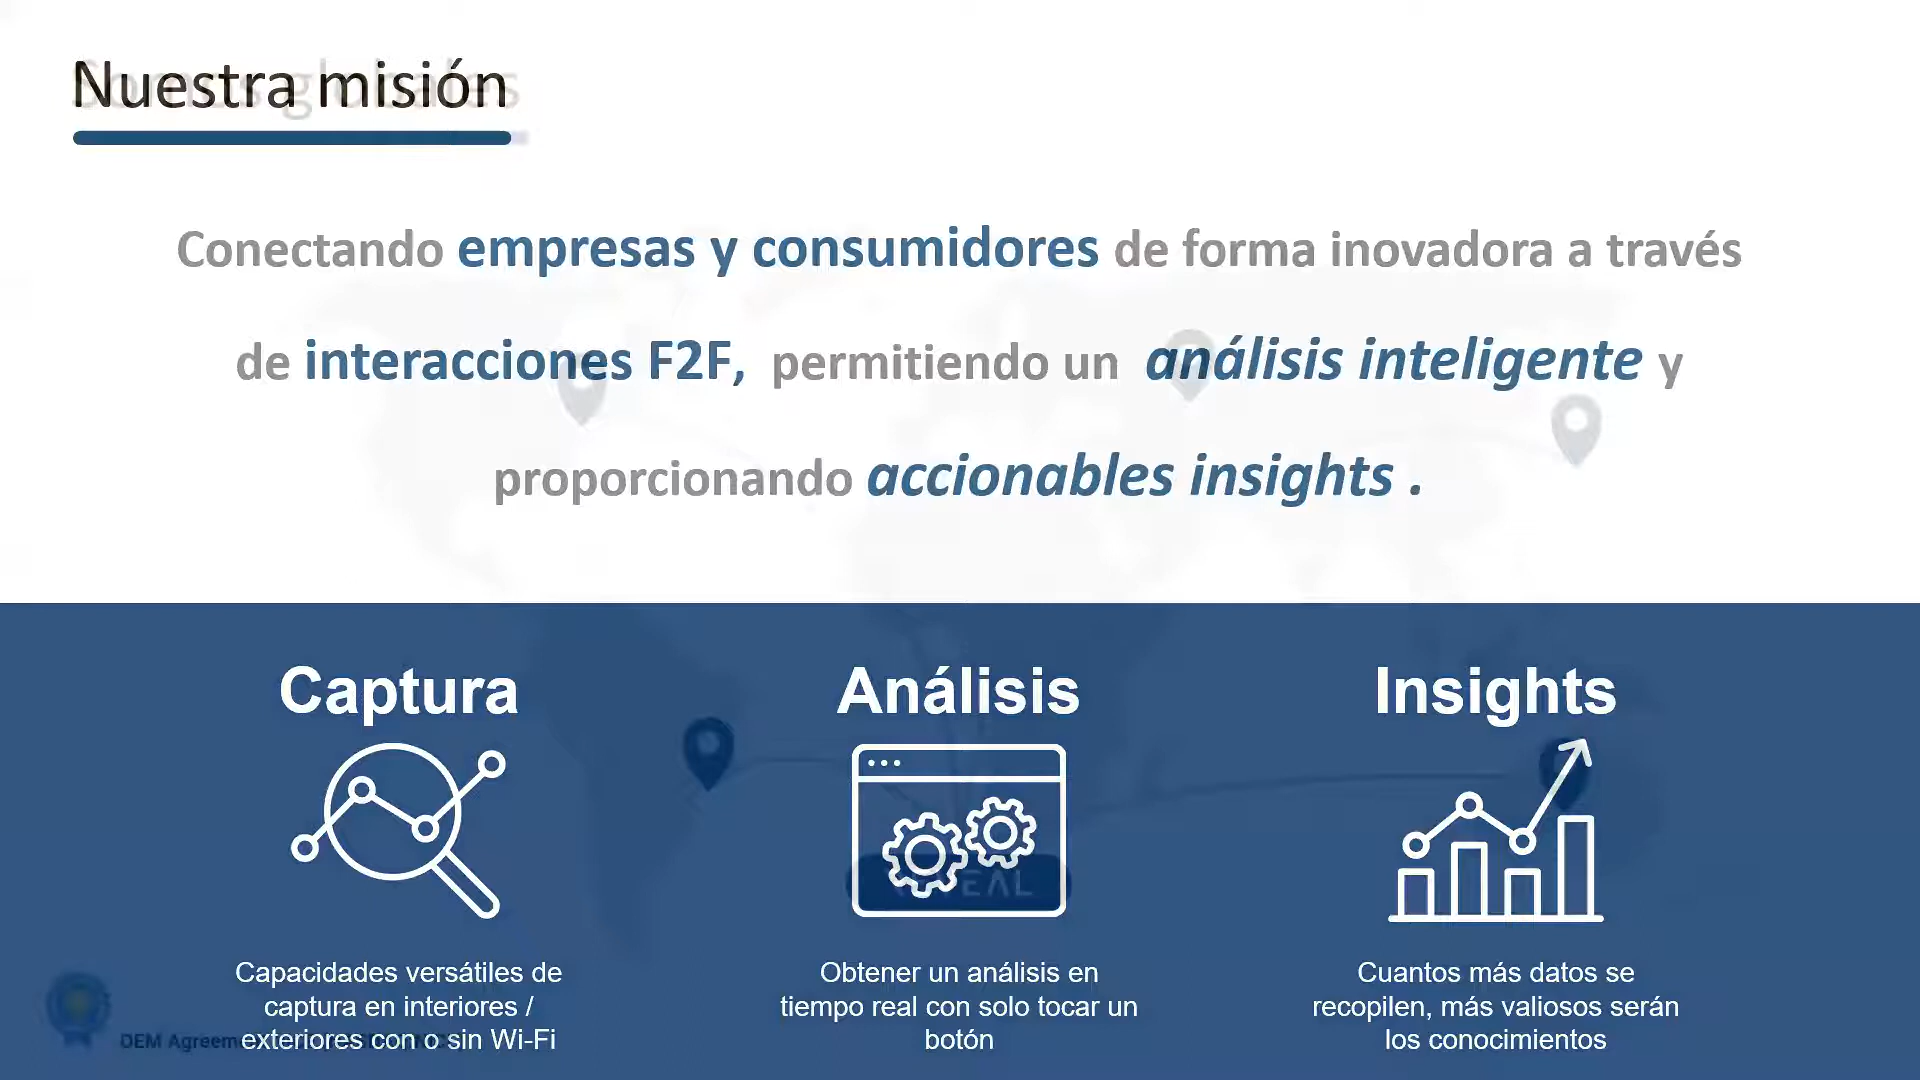 Nuestra misión
Conectando empresas y consumidores de forma inovadora a través
de interacciones F2F, permitiendo un análisis inteligente y
proporcionando accionables insights .
Captura
Análisis
Insights
Capacidades versátiles de
captura en interiores /
exteriores con o sin Wi-Fi
Obtener un análisis en
tiempo real con solo tocar un
botón
Cuantos más datos se
recopilen, más valiosos serán
los conocimientos